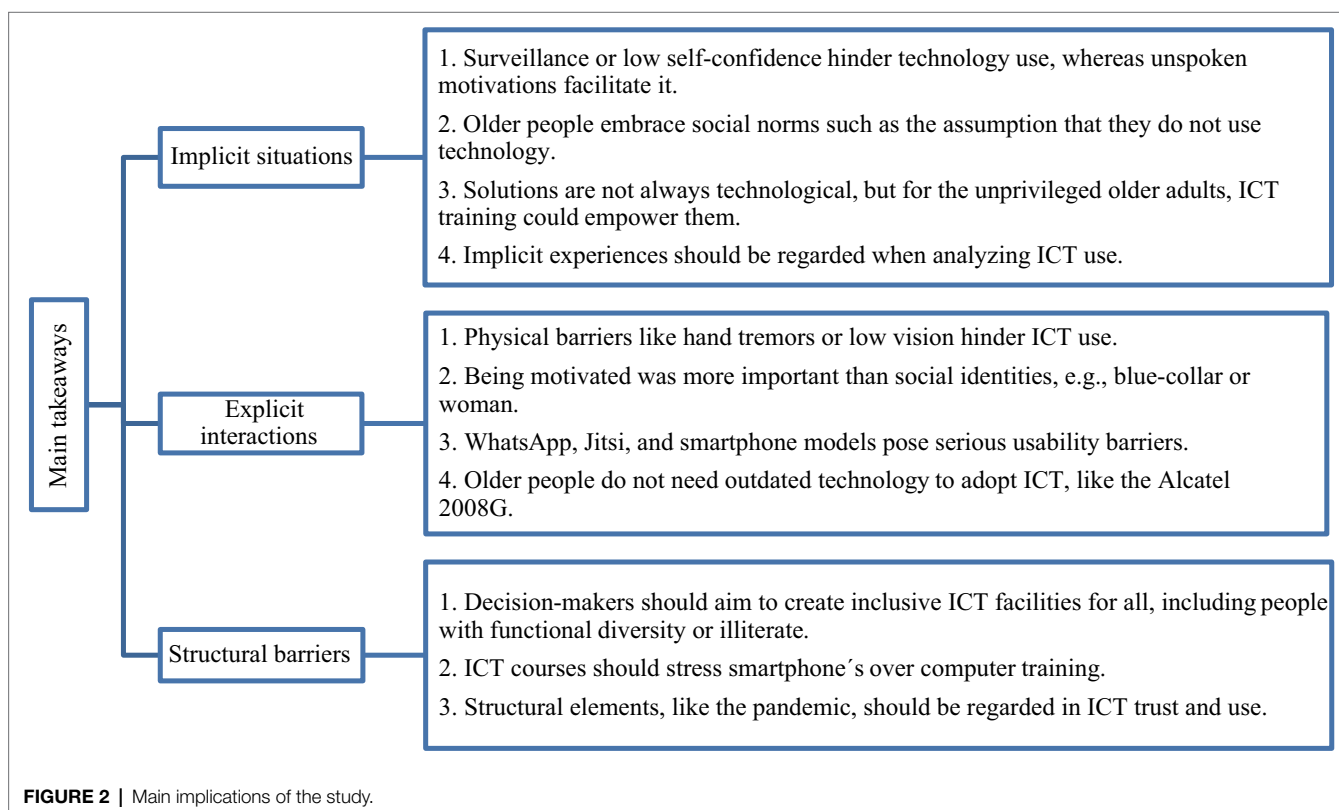 Main takeaways
Implicit situations
1. Surveillance or low self-confidence hinder technology use, whereas unspoken
motivations facilitate it.
2. Older people embrace social norms such as the assumption that they do not use
technology.
3. Solutions are not always technological, but for the unprivileged older adults, ICT
training could empower them.
4. Implicit experiences should be regarded when analyzing ICT use.
Explicit
interactions
1. Physical barriers like hand tremors or low vision hinder ICT use.
2. Being motivated was more important than social identities, e.g., blue-collar or
woman.
3. WhatsApp, Jitsi, and smartphone models pose serious usability barriers.
4. Older people do not need outdated technology to adopt ICT, like the Alcatel
2008G.
Structural barriers
1. Decision-makers should aim to create inclusive ICT facilities for all, including people
with functional diversity or illiterate.
2. ICT courses should stress smartphone´s over computer training.
3. Structural elements, like the pandemic, should be regarded in ICT trust and use.
FIGURE 2 | Main implications of the study.